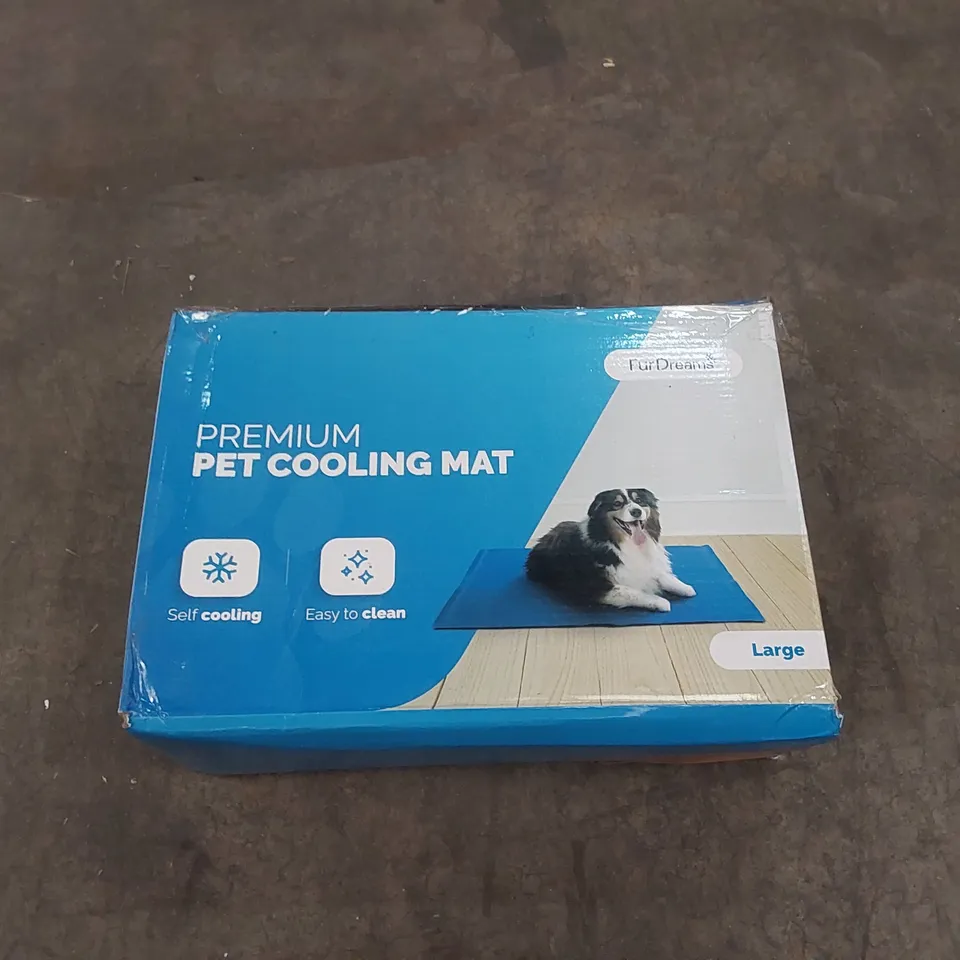 FurDreams
PREMIUM
PET COOLING MAT
Self cooling
Easy to clean
Large